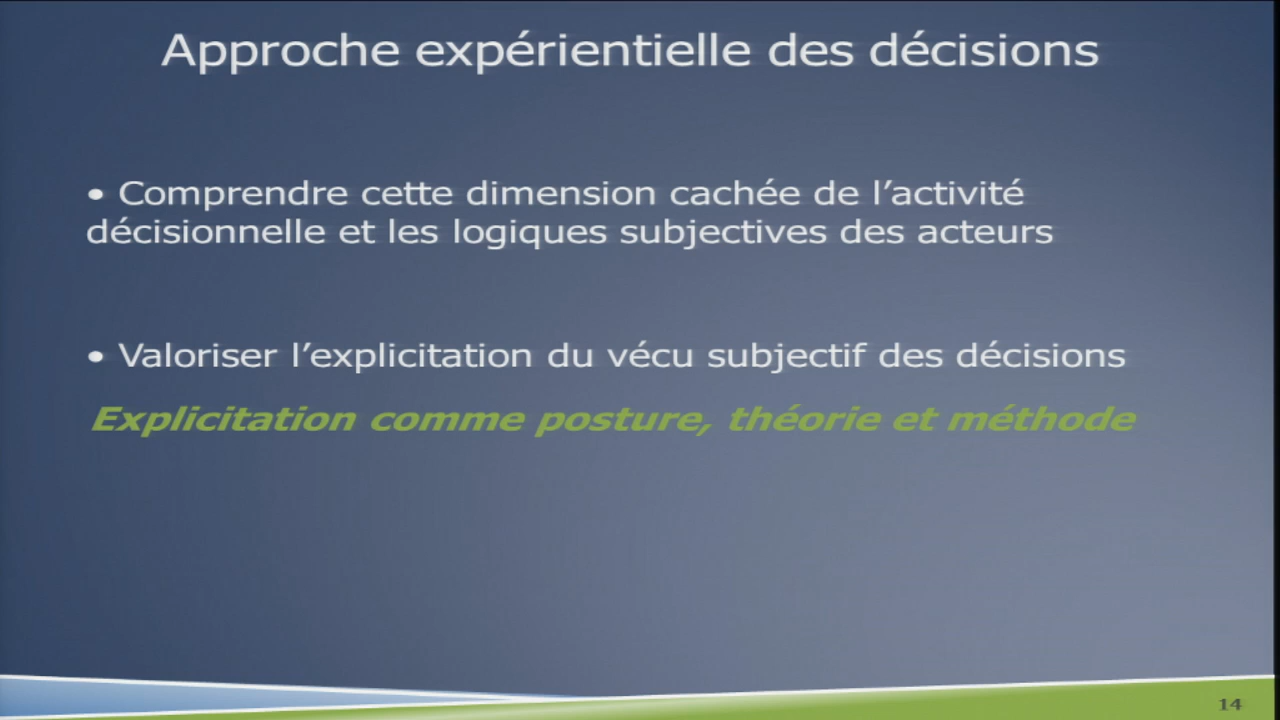 Approche expérientielle des décisions
• Comprendre cette dimension cachée de l’activité
décisionnelle et les logiques subjectives des acteurs
• Valoriser l’explicitation du vécu subjectif des décisions
Explicitation comme posture, théorie et méthode
14